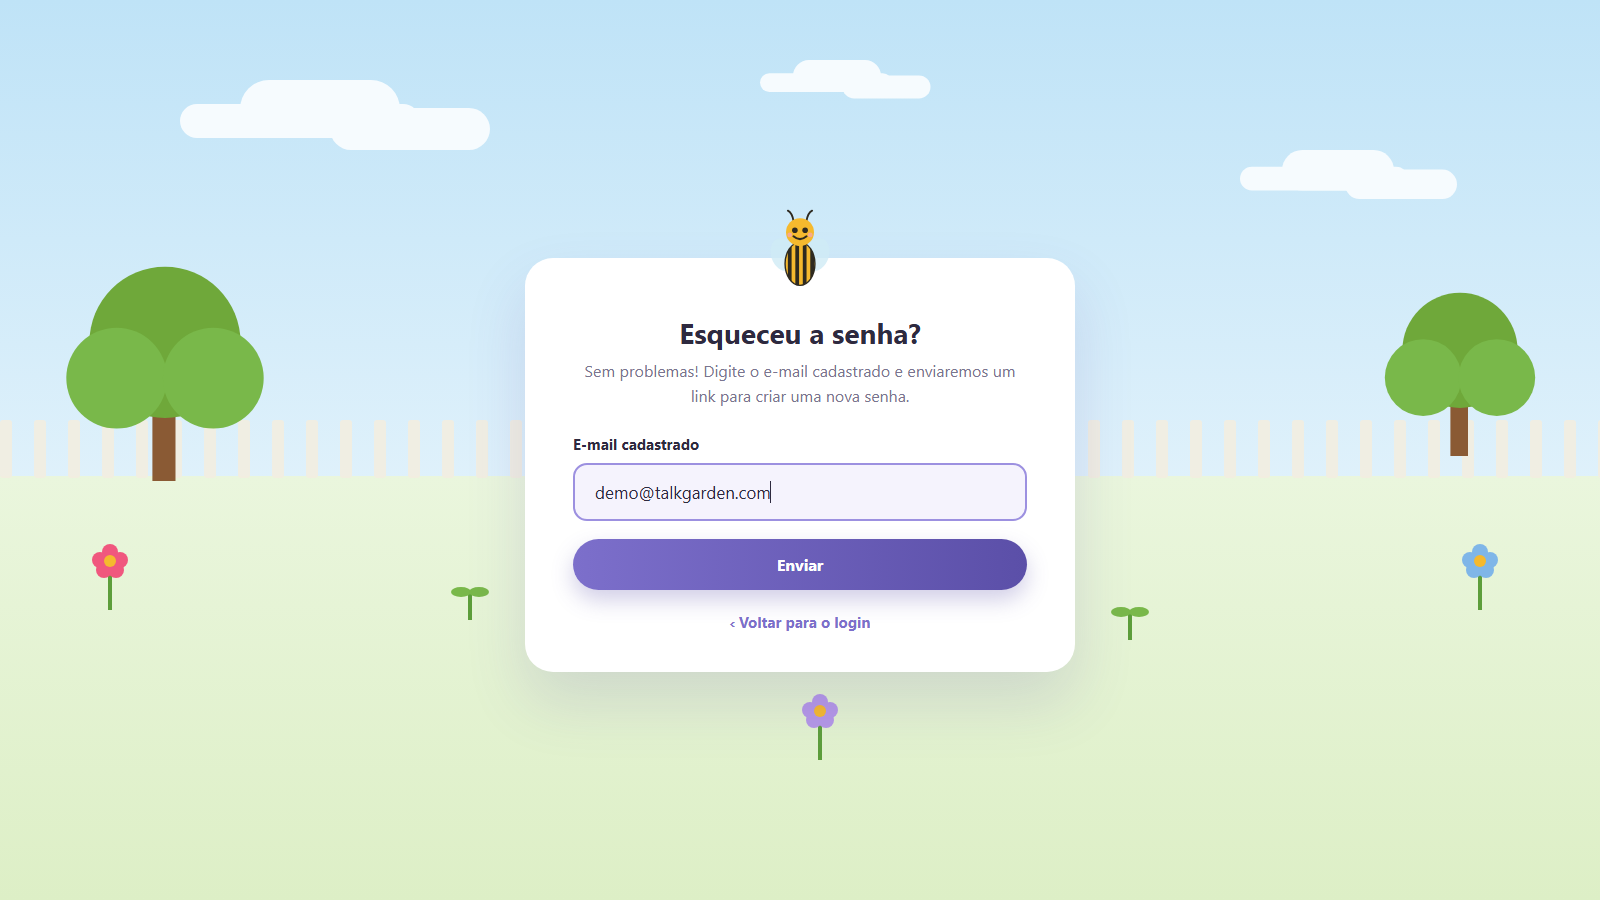 Esqueceu a senha?
Sem problemas! Digite o e-mail cadastrado e enviaremos um
link para criar uma nova senha.
E-mail cadastrado
demo@talkgarden.com
Enviar
‹ Voltar para o login